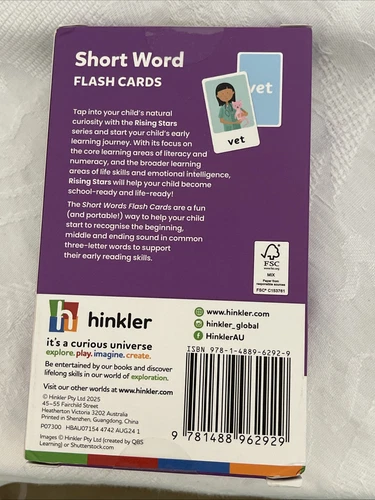 Short Word
FLASH CARDS
vet
vet
Tap into your child's natural
curiosity with the Rising Stars
series and start your child's early
learning journey. With its focus on
the core learning areas of literacy and
numeracy, and the broader learning
areas of life skills and emotional intelligence,
Rising Stars will help your child become
school-ready and life-ready!
The Short Words Flash Cards are a fun
(and portable!) way to help your child
start to recognise the beginning,
middle and ending sound in common
three-letter words to support
their early reading skills.
FSC
www.fsc.org
MIX
Paper from
responsible sources
FSC® C103781
h hinkler
it's a curious universe
explore. play. imagine. create.
Be entertained by our books and discover
lifelong skills in our world of exploration.
Visit our other worlds at www.hinkler.com
© Hinkler Pty Ltd 2025
45–55 Fairchild Street
Heatherton Victoria 3202 Australia
Printed in Shenzhen, Guangdong, China
P07300 HBAU07154 4742 AUG24 1
Images © Hinkler Pty Ltd (created by QBS
Learning) or Shutterstock.com
www.hinkler.com
hinkler_global
HinklerAU
ISBN 978-1-4889-6292-9
9 781488 962929